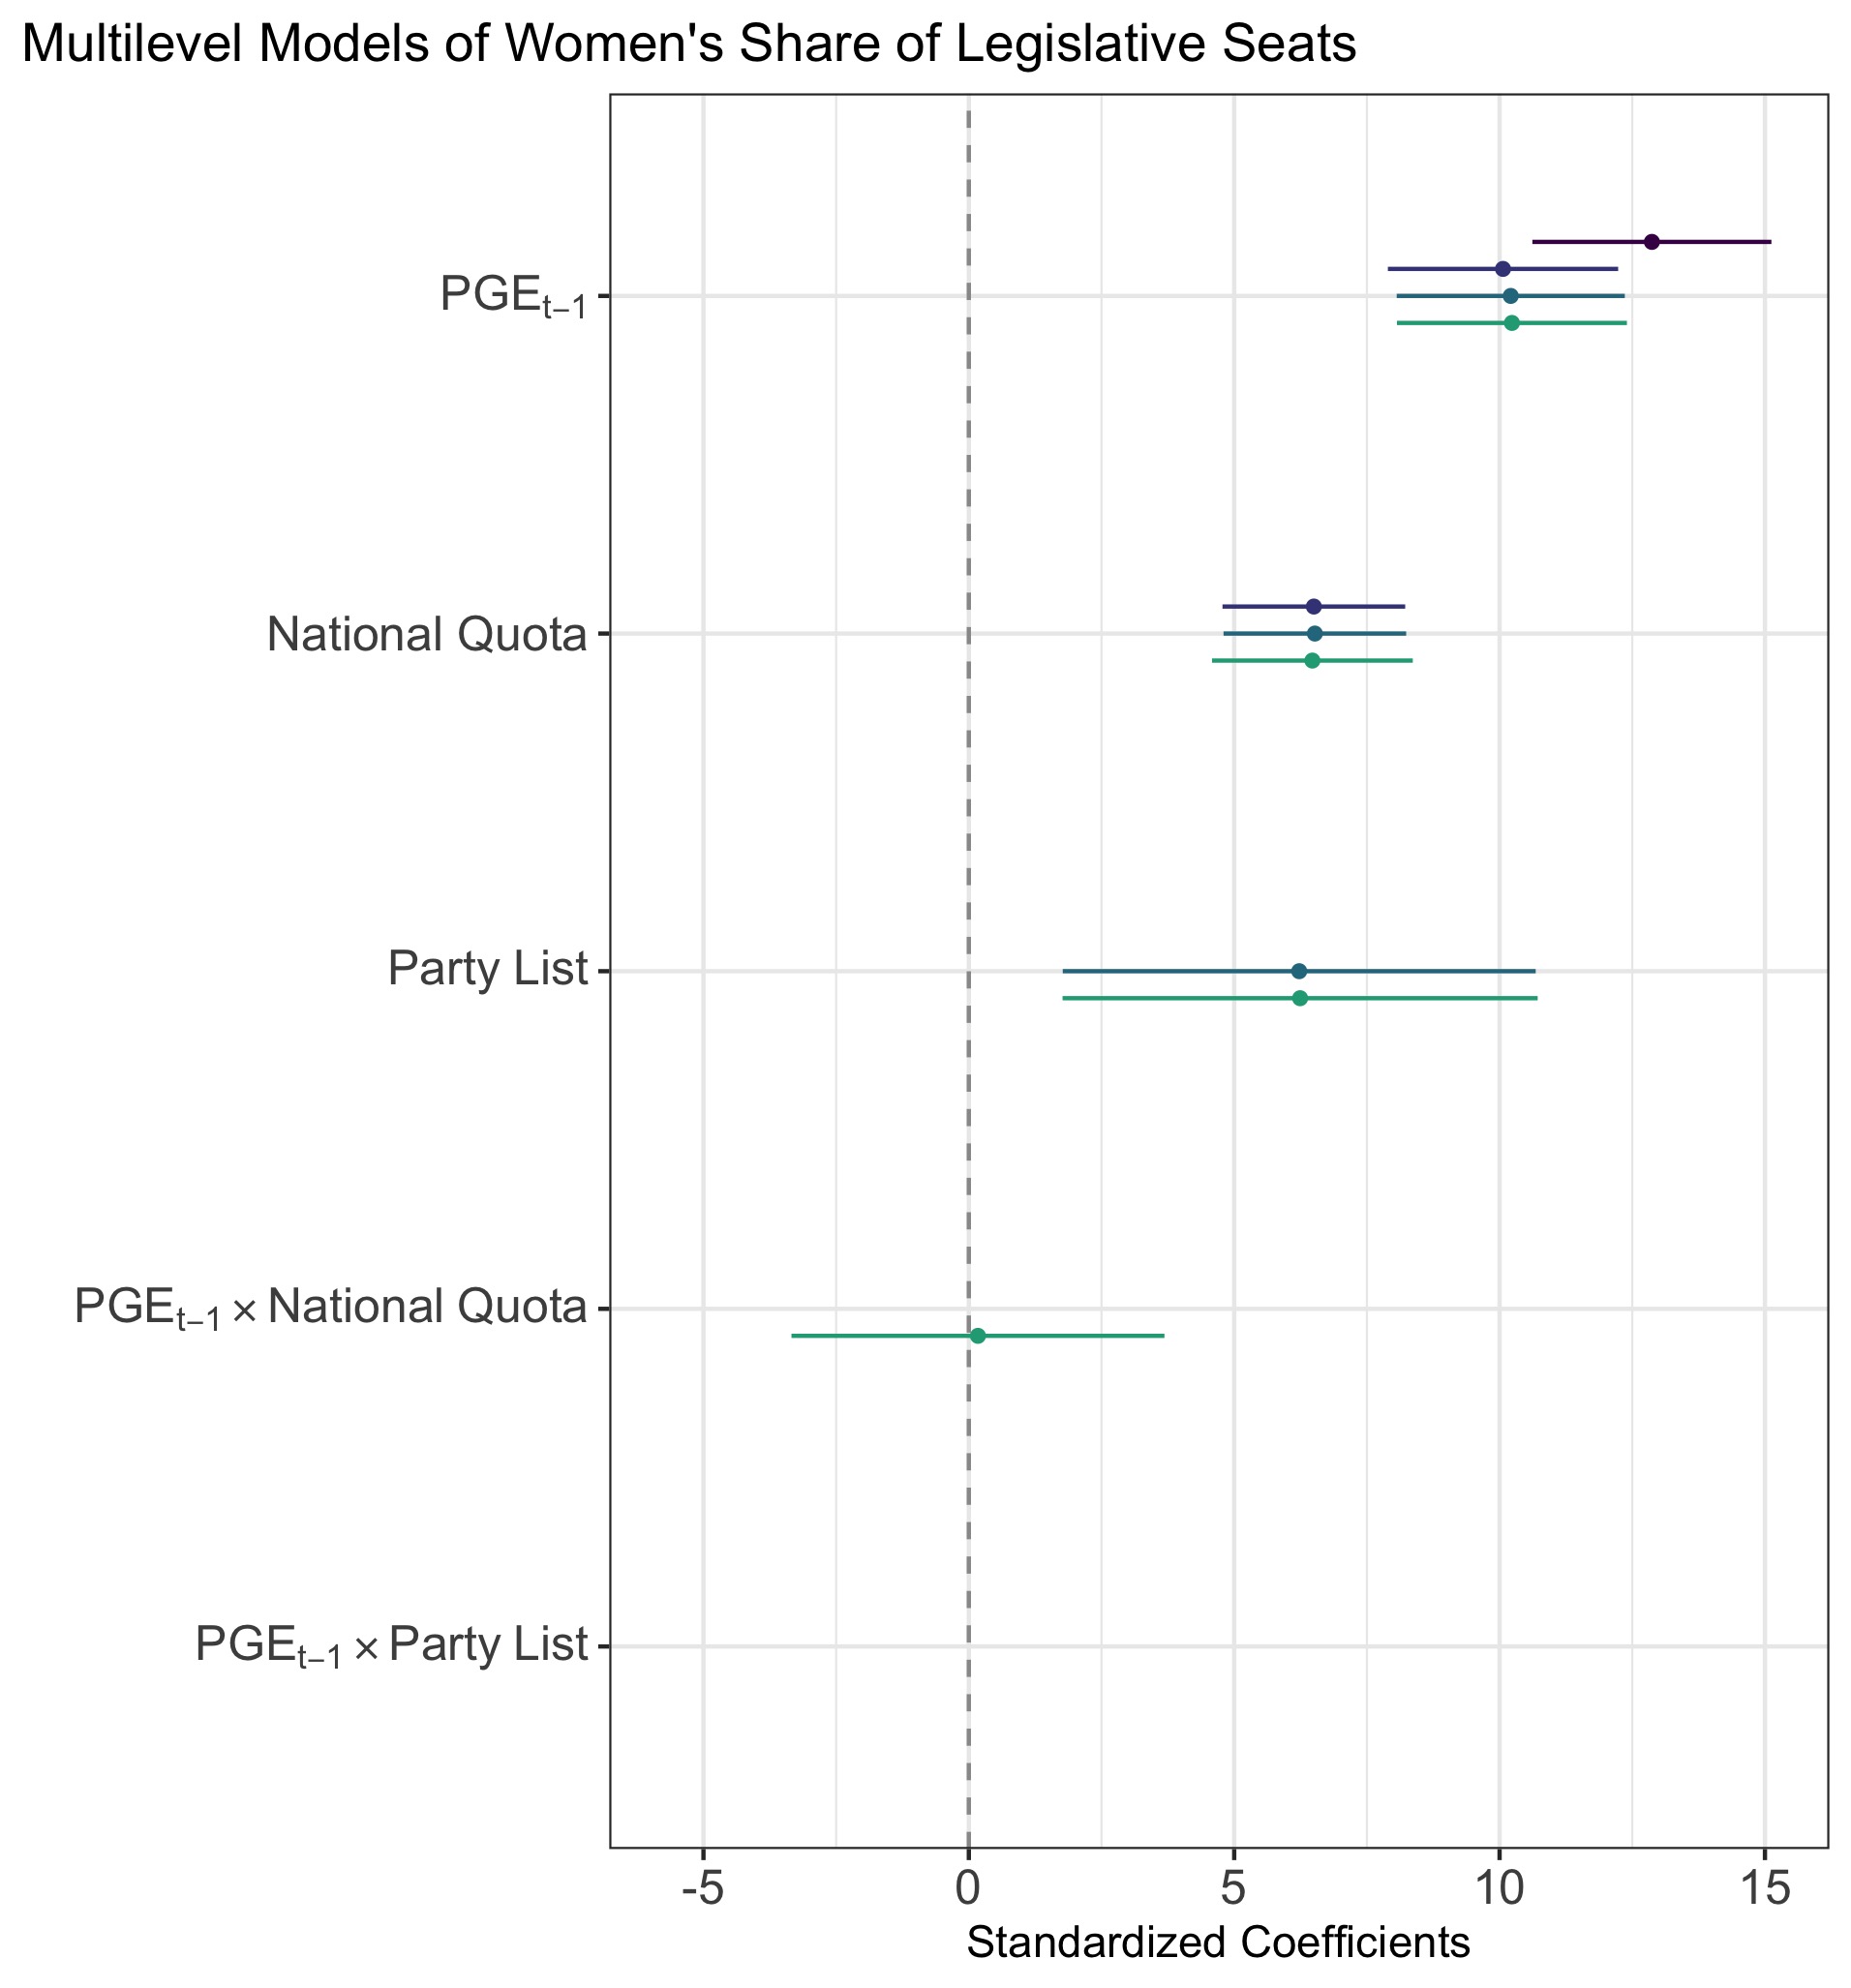 Multilevel Models of Women's Share of Legislative Seats
PGEt−1
National Quota
Party List
PGEt−1 × National Quota
PGEt−1 × Party List
-5 0 5 10 15
Standardized Coefficients